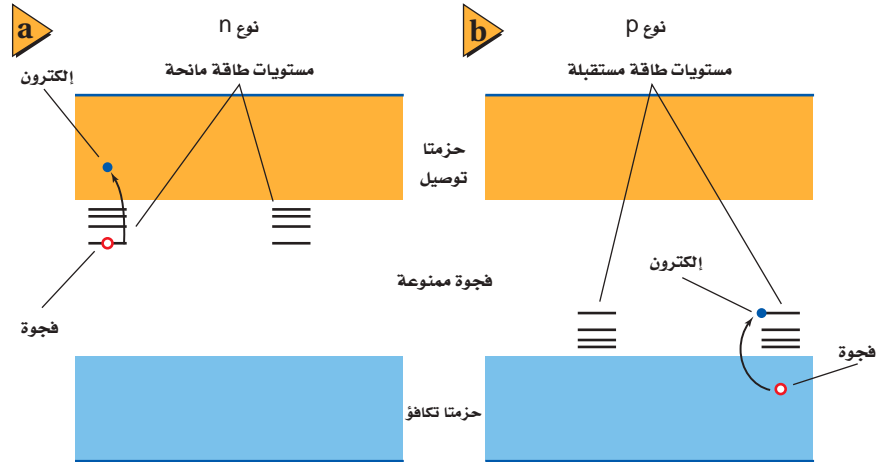 a
نوع n
b
نوع p
إلكترون
مستويات طاقة مانحة
مستويات طاقة مستقبلة
حزمتا
توصيل
إلكترون
فجوة ممنوعة
فجوة
فجوة
حزمتا تكافؤ